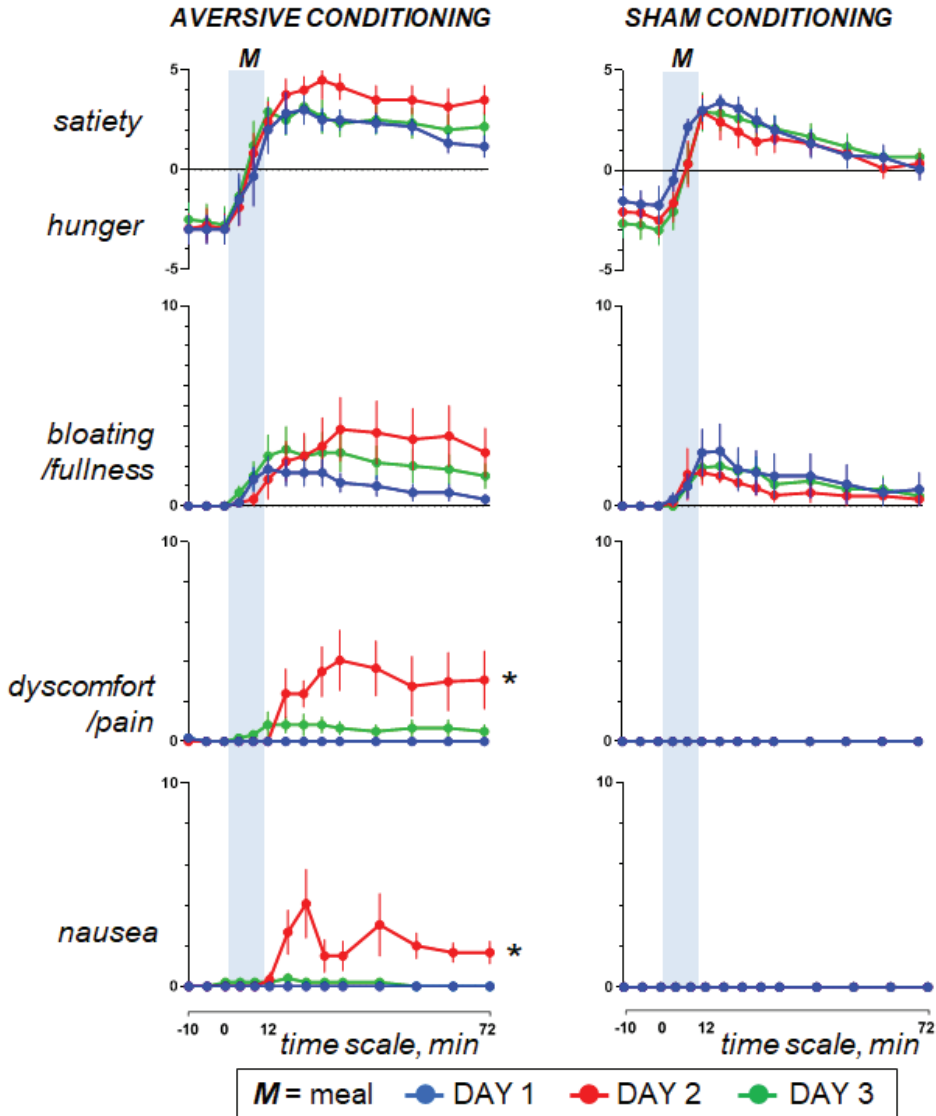 AVERSIVE CONDITIONING
SHAM CONDITIONING
M
M
5
satiety
0
hunger
-5
5
0
-5
10
bloating
/fullness
0
10
0
10
dyscomfort
/pain
0
*
10
0
10
nausea
0
*
10
0
-10 0 12 72
time scale, min
-10 0 12 72
time scale, min
M = meal DAY 1 DAY 2 DAY 3